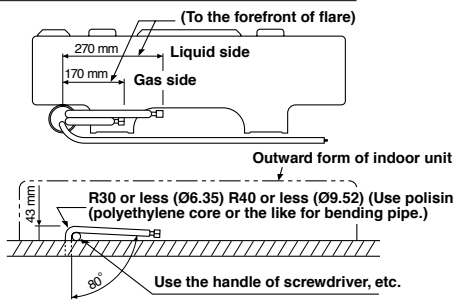 (To the forefront of flare)
270 mm
Liquid side
170 mm
Gas side
Outward form of indoor unit
43 mm
R30 or less (Ø6.35) R40 or less (Ø9.52) (Use polisin
(polyethylene core or the like for bending pipe.)
80°
Use the handle of screwdriver, etc.